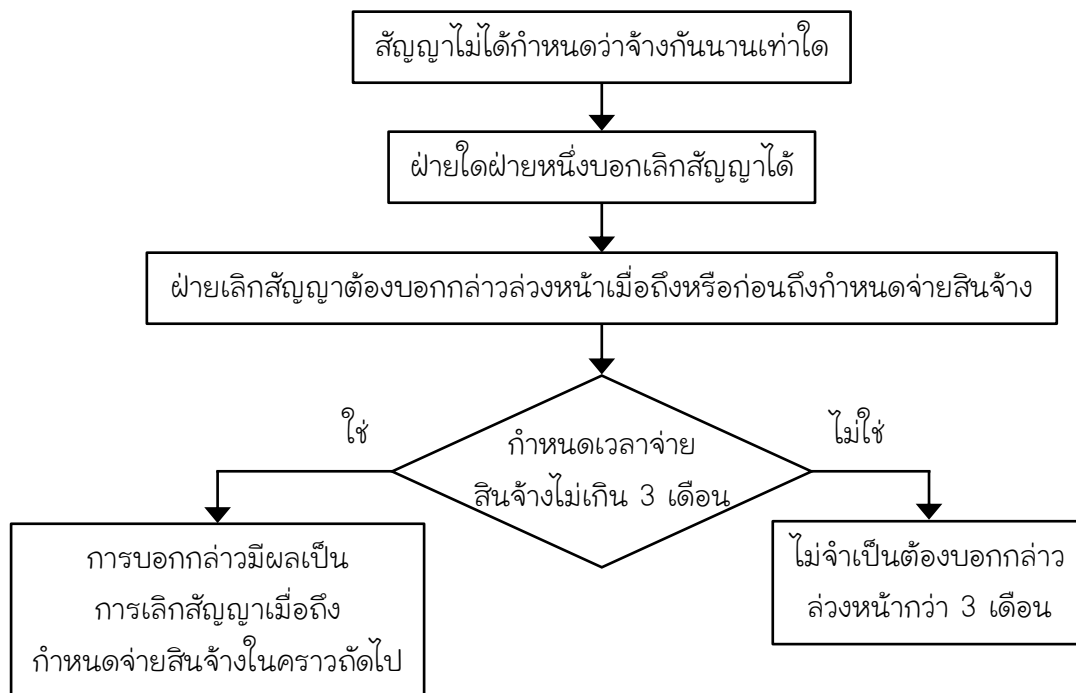 สัญญาไม่ได้กำหนดว่าจ้างกันนานเท่าใด
ฝ่ายใดฝ่ายหนึ่งบอกเลิกสัญญาได้
ฝ่ายเลิกสัญญาต้องบอกกล่าวล่วงหน้าเมื่อถึงหรือก่อนถึงกำหนดจ่ายสินจ้าง
ใช่
ไม่ใช่
กำหนดเวลาจ่าย
สินจ้างไม่เกิน 3 เดือน
การบอกกล่าวมีผลเป็น
การเลิกสัญญาเมื่อถึง
กำหนดจ่ายสินจ้างในคราวถัดไป
ไม่จำเป็นต้องบอกกล่าว
ล่วงหน้ากว่า 3 เดือน